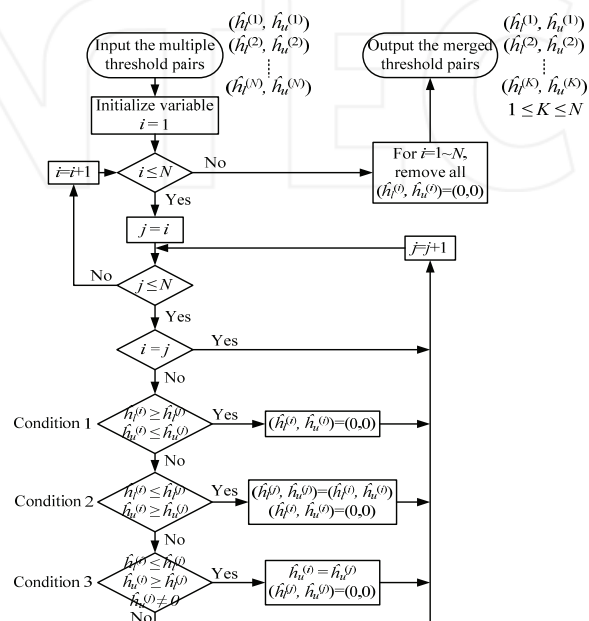 Input the multiple
threshold pairs
(ĥl(1), ĥu(1))
(ĥl(2), ĥu(2))
(ĥl(N), ĥu(N))
Output the merged
threshold pairs
(ĥl(1), ĥu(1))
(ĥl(2), ĥu(2))
(ĥl(K), ĥu(K))
1 ≤K ≤ N
Initialize variable
i = 1
i=i+1
i ≤ N
No
For i=1~N,
remove all
(ĥl(i), ĥu(i))=(0,0)
Yes
j = i
j=j+1
No
j ≤ N
Yes
i = j
Yes
No
Condition 1
ĥl(i) ≥ ĥl(j)
ĥu(i) ≤ ĥu(j)
Yes
(ĥl(i), ĥu(i))=(0,0)
No
Condition 2
ĥl(i) ≤ ĥl(j)
ĥu(i) ≥ ĥu(j)
Yes
(ĥl(j), ĥu(j))=(ĥl(i), ĥu(i))
(ĥl(i), ĥu(i))=(0,0)
No
Condition 3
ĥu(i) ≥ ĥl(j)
ĥu(j) ≠ 0
Yes
ĥu(i) = ĥu(j)
(ĥl(j), ĥu(j))=(0,0)
No